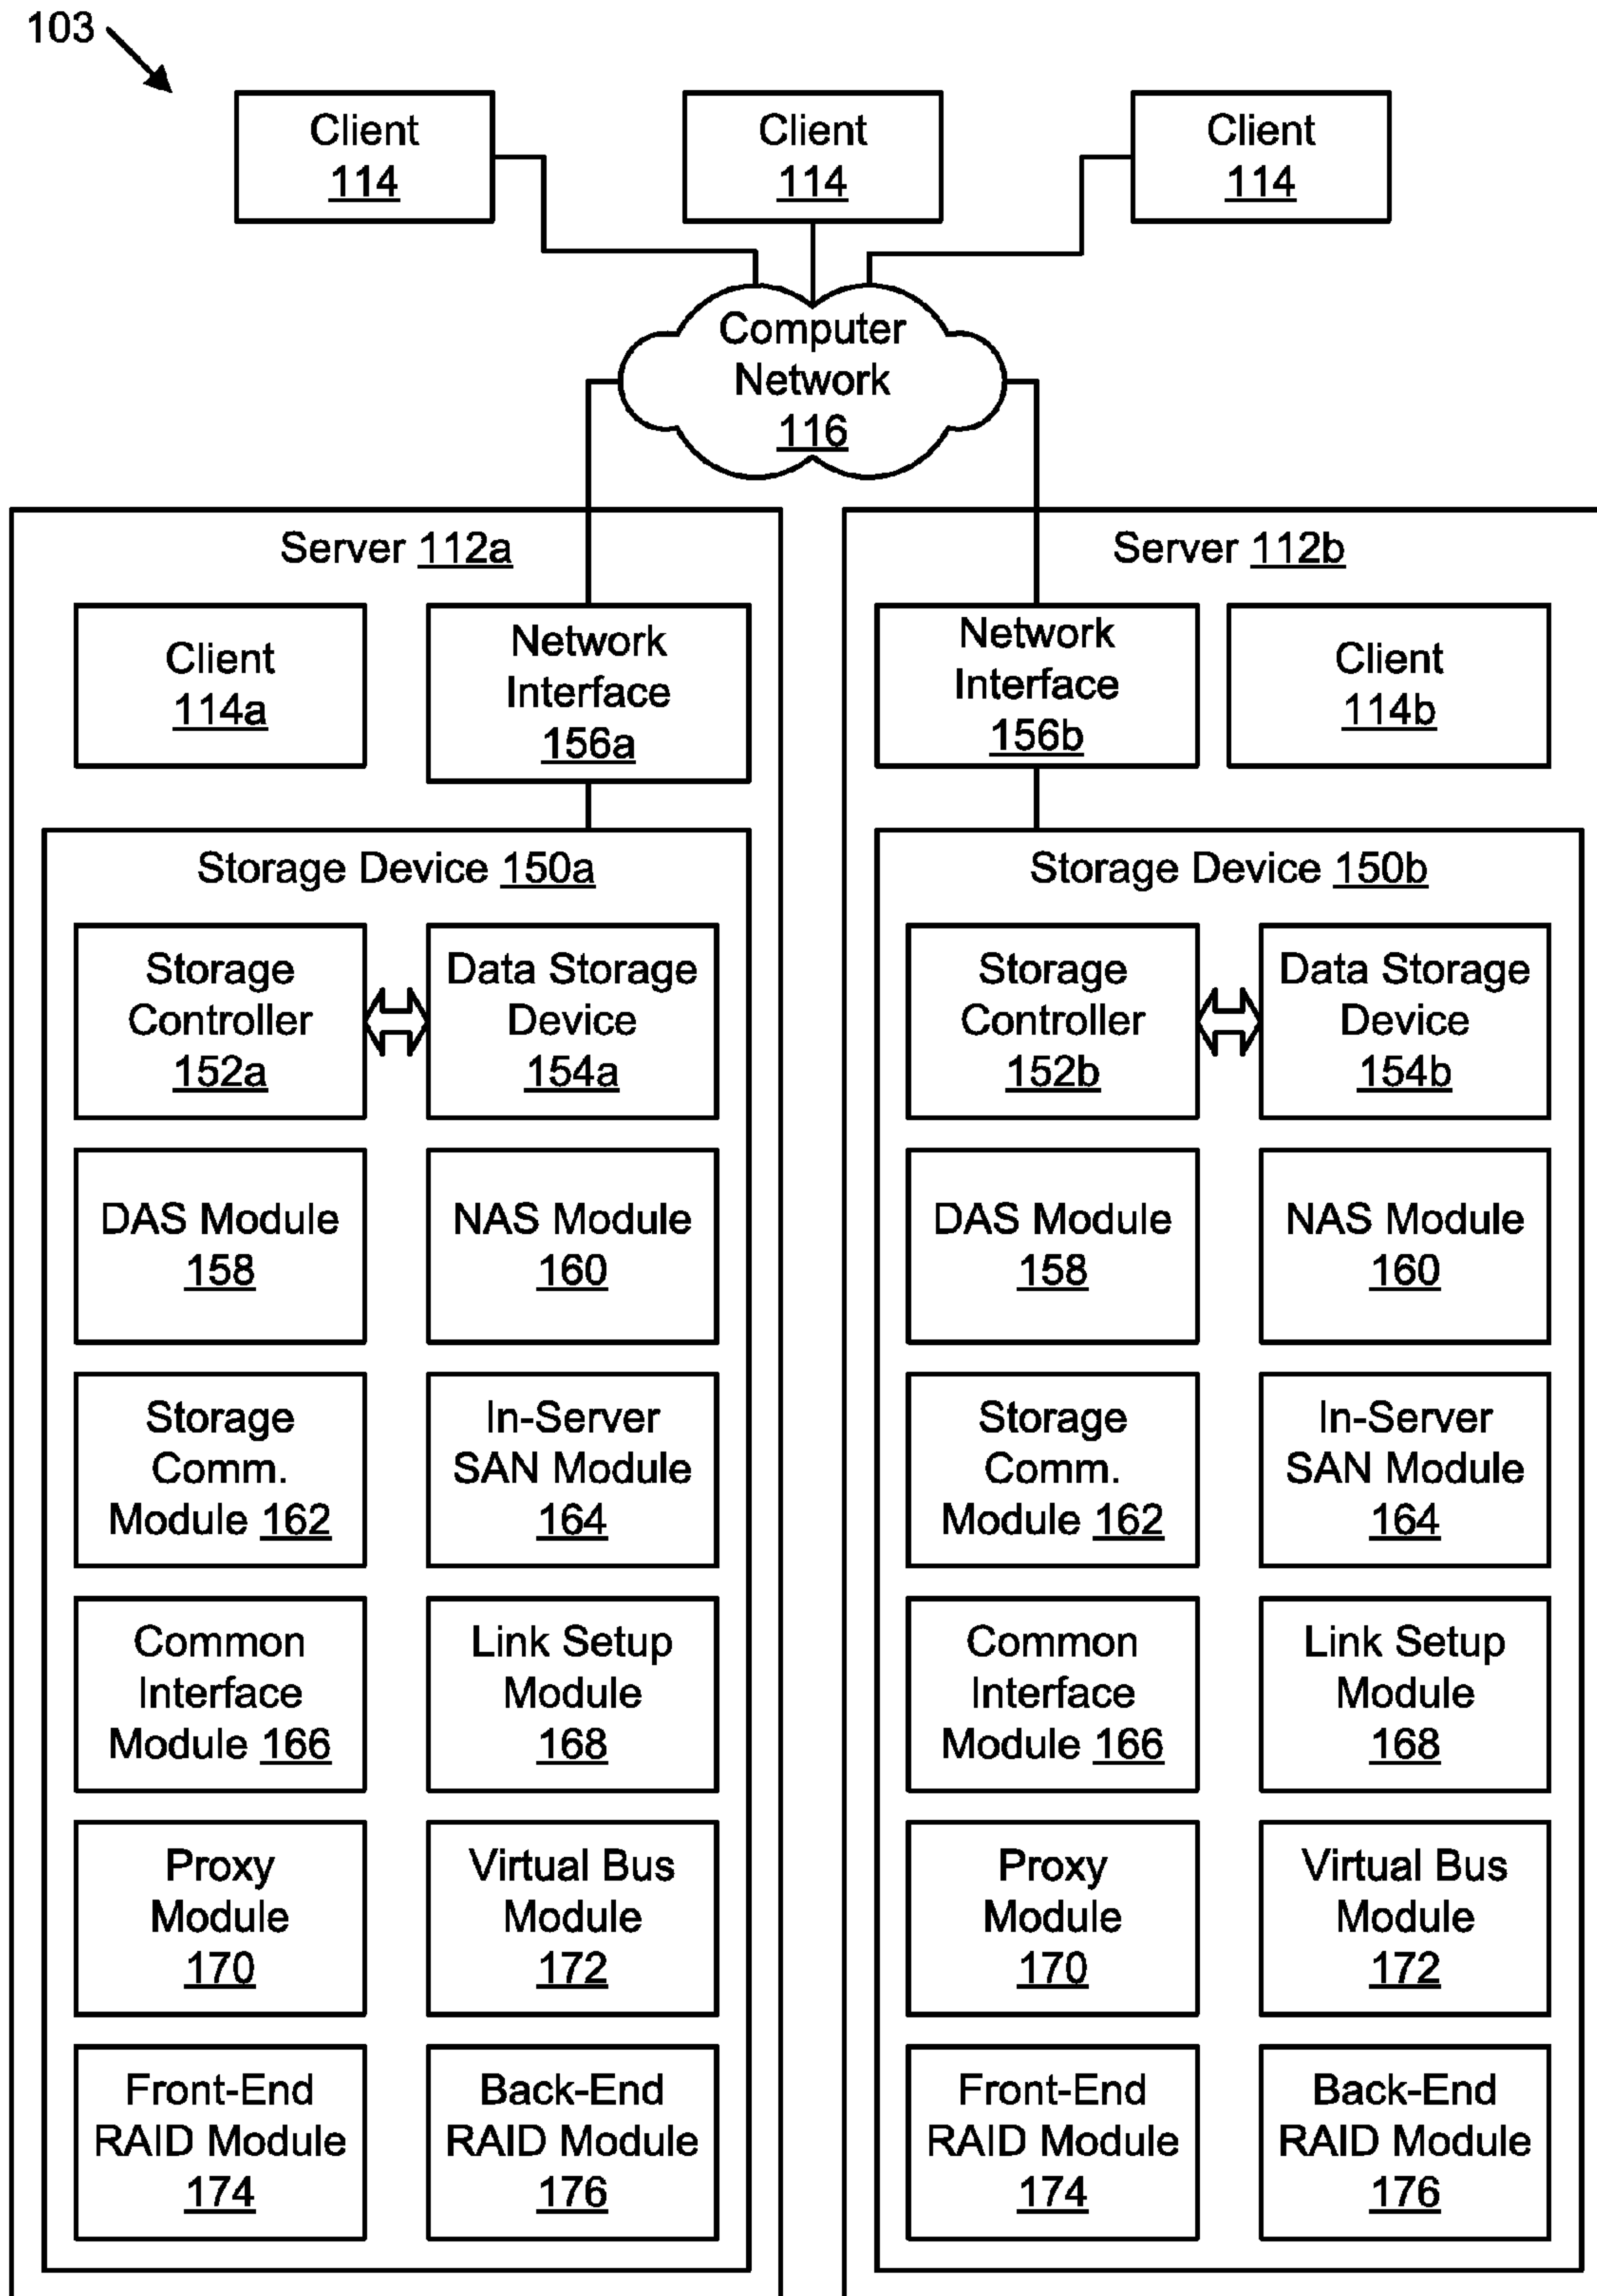 103
Client
114
Client
114
Client
114
Computer
Network
116
Server 112a
Client
114a
Network
Interface
156a
Storage Device 150a
Storage
Controller
152a
Data Storage
Device
154a
DAS Module
158
NAS Module
160
Storage
Comm.
Module 162
In-Server
SAN Module
164
Common
Interface
Module 166
Link Setup
Module
168
Proxy
Module
170
Virtual Bus
Module
172
Front-End
RAID Module
174
Back-End
RAID Module
176
Server 112b
Network
Interface
156b
Client
114b
Storage Device 150b
Storage
Controller
152b
Data Storage
Device
154b
DAS Module
158
NAS Module
160
Storage
Comm.
Module 162
In-Server
SAN Module
164
Common
Interface
Module 166
Link Setup
Module
168
Proxy
Module
170
Virtual Bus
Module
172
Front-End
RAID Module
174
Back-End
RAID Module
176